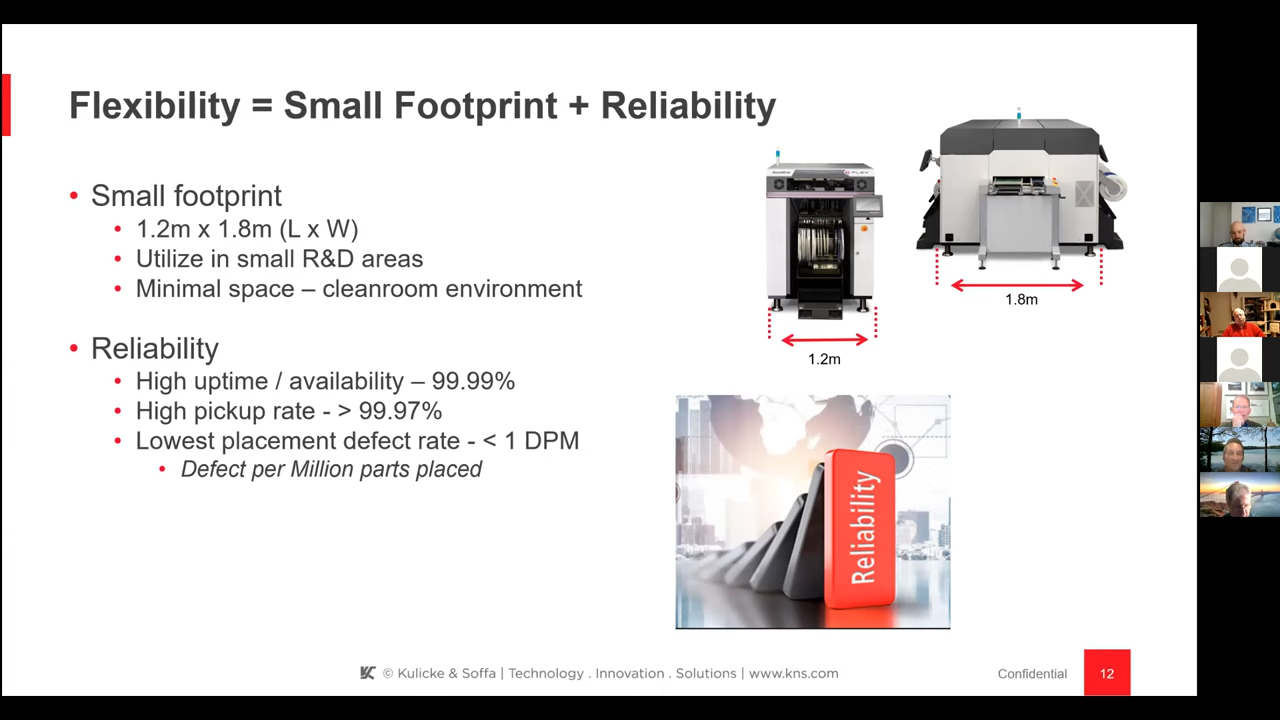 Flexibility = Small Footprint + Reliability
• Small footprint
• 1.2m x 1.8m (L x W)
• Utilize in small R&D areas
• Minimal space – cleanroom environment
• Reliability
• High uptime / availability – 99.99%
• High pickup rate - > 99.97%
• Lowest placement defect rate - < 1 DPM
• Defect per Million parts placed
1.8m
1.2m
Reliability
© Kulicke & Soffa | Technology . Innovation . Solutions | www.kns.com
Confidential
12